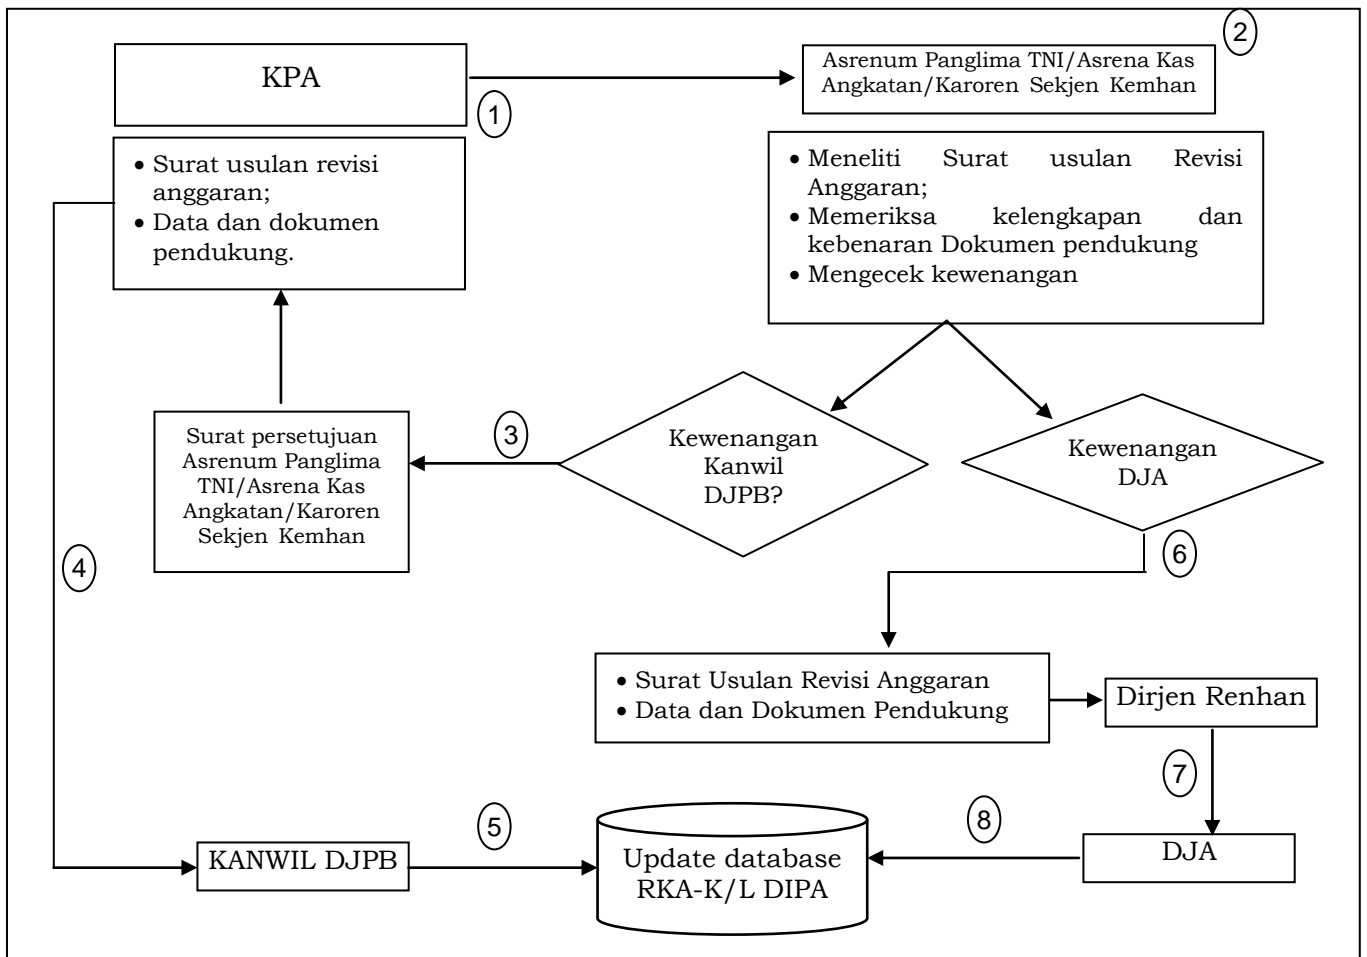 2
KPA
Asrenum Panglima TNI/Asrena Kas
Angkatan/Karoren Sekjen Kemhan
1
• Surat usulan revisi
anggaran;
• Data dan dokumen
pendukung.
• Meneliti Surat usulan Revisi
Anggaran;
• Memeriksa kelengkapan dan
kebenaran Dokumen pendukung
• Mengecek kewenangan
Surat persetujuan
Asrenum Panglima
TNI/Asrena Kas
Angkatan/Karoren
Sekjen Kemhan
3
Kewenangan
Kanwil
DJPB?
Kewenangan
DJA
4
6
• Surat Usulan Revisi Anggaran
• Data dan Dokumen Pendukung
Dirjen Renhan
7
KANWIL DJPB
5
Update database
RKA-K/L DIPA
8
DJA